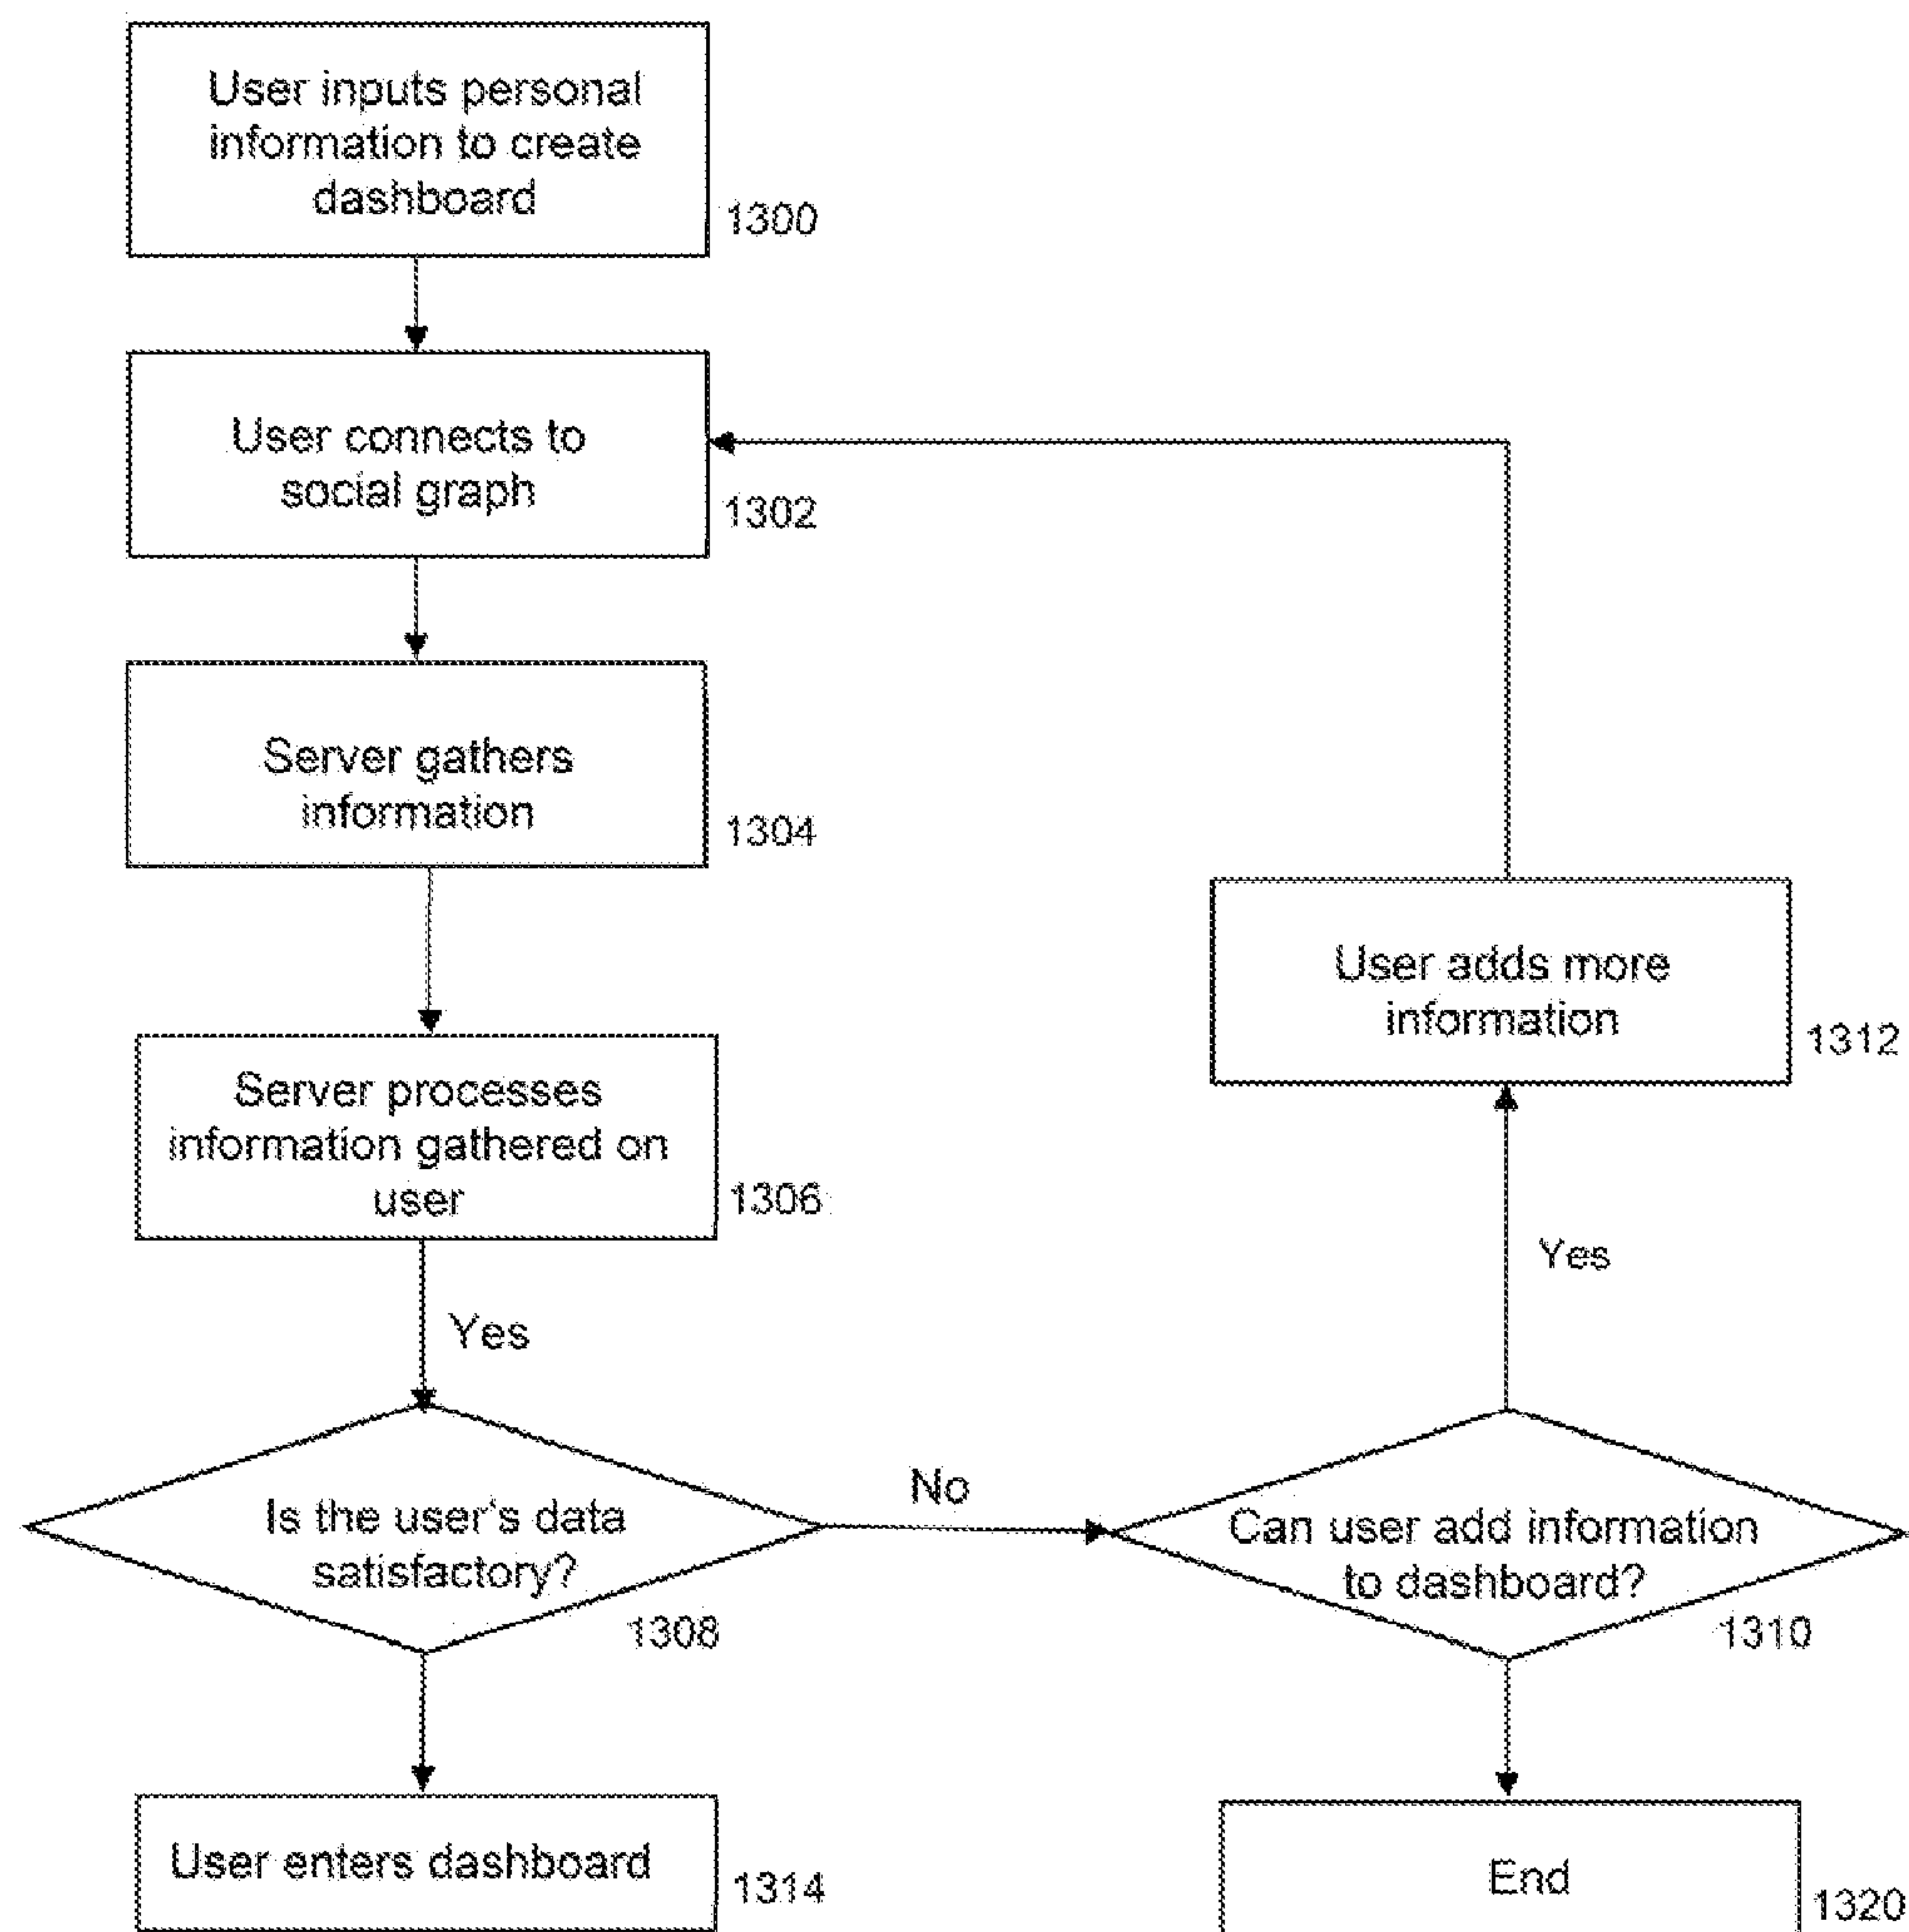 User inputs personal
information to create
dashboard
1300
User connects to
social graph
1302
Server gathers
information
1304
Server processes
information gathered on
user
1306
Yes
Is the user's data
satisfactory?
1308
No
Can user add information
to dashboard?
1310
Yes
User adds more
information
1312
User enters dashboard
1314
End
1320